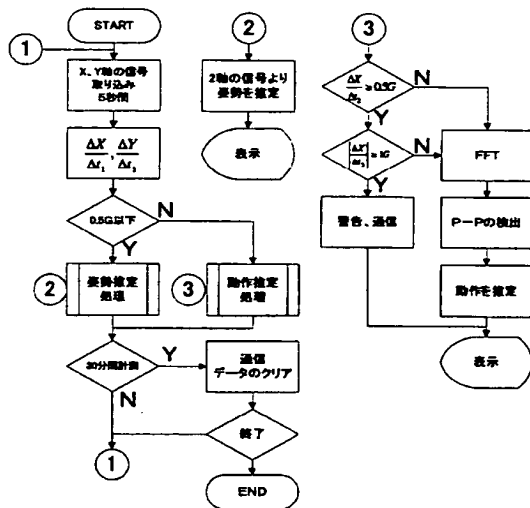 START
1
X、Y軸の信号
取り込み
5秒間
ΔX/Δt₁ , ΔY/Δt₁
0.5G以下
N
Y
2
姿勢推定
処理
3
動作推定
処理
30分間計測
Y
N
通信
データのクリア
1
終了
END
2
2軸の信号より
姿勢を推定
表示
3
ΔX/Δt₂ ≥ 0.5G
N
Y
|ΔX/Δt₃| ≥ 1G
N
Y
FFT
警告、通信
P－Pの検出
動作を推定
表示